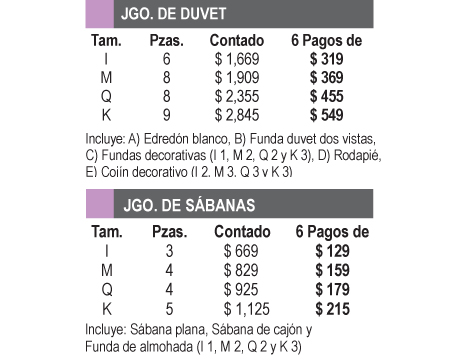 JGO. DE DUVET
Tam. Pzas. Contado 6 Pagos de
I 6 $ 1,669 $ 319
M 8 $ 1,909 $ 369
Q 8 $ 2,355 $ 455
K 9 $ 2,845 $ 549
Incluye: A) Edredón blanco, B) Funda duvet dos vistas,
C) Fundas decorativas (I 1, M 2, Q 2 y K 3), D) Rodapié,
E) Cojín decorativo (I 2, M 3, Q 3 y K 3)
JGO. DE SÁBANAS
Tam. Pzas. Contado 6 Pagos de
I 3 $ 669 $ 129
M 4 $ 829 $ 159
Q 4 $ 925 $ 179
K 5 $ 1,125 $ 215
Incluye: Sábana plana, Sábana de cajón y
Funda de almohada (I 1, M 2, Q 2 y K 3)